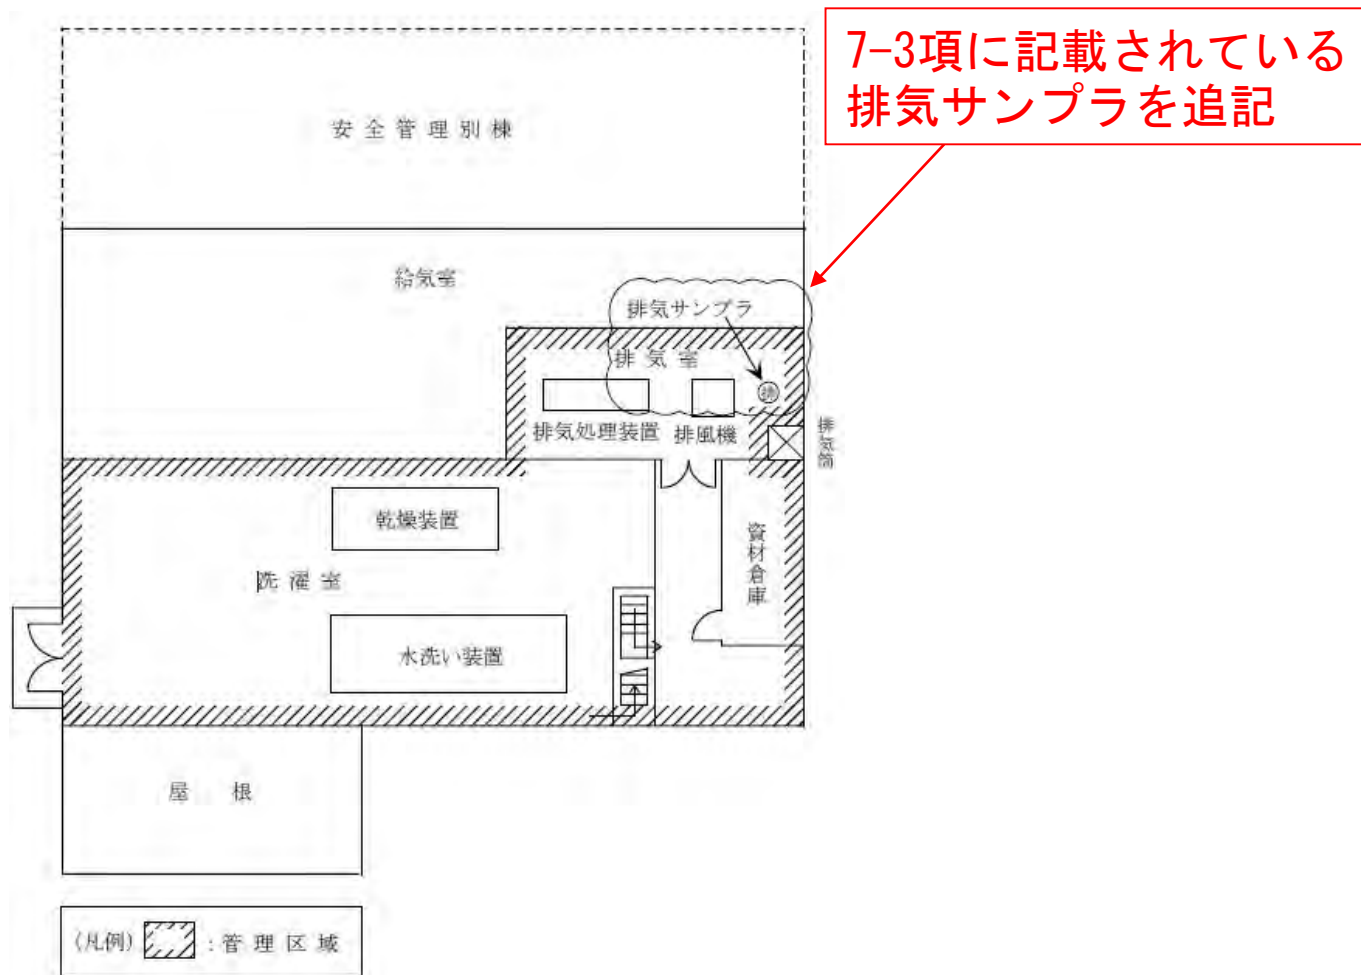 7-3項に記載されている
排気サンプラを追記
安全管理別棟
給気室
排気サンプラ
排気室
排
排気処理装置
排風機
排気筒
乾燥装置
資材倉庫
洗濯室
水洗い装置
屋根
(凡例) : 管理区域